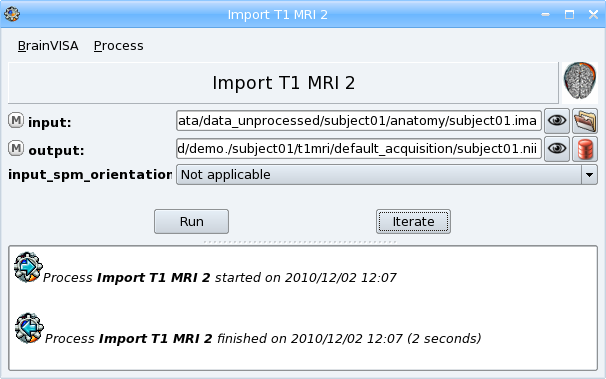 Import T1 MRI 2
BrainVISA Process
Import T1 MRI 2
M input: ata/data_unprocessed/subject01/anatomy/subject01.ima
M output: d/demo./subject01/t1mri/default_acquisition/subject01.nii
input_spm_orientation Not applicable
Run Iterate
Process Import T1 MRI 2 started on 2010/12/02 12:07
Process Import T1 MRI 2 finished on 2010/12/02 12:07 (2 seconds)